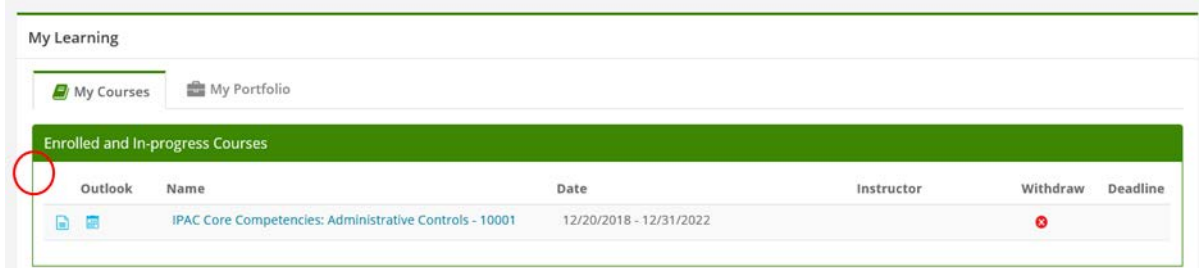 My Learning
My Courses My Portfolio
Enrolled and In-progress Courses
Outlook Name Date Instructor Withdraw Deadline
IPAC Core Competencies: Administrative Controls - 10001 12/20/2018 - 12/31/2022